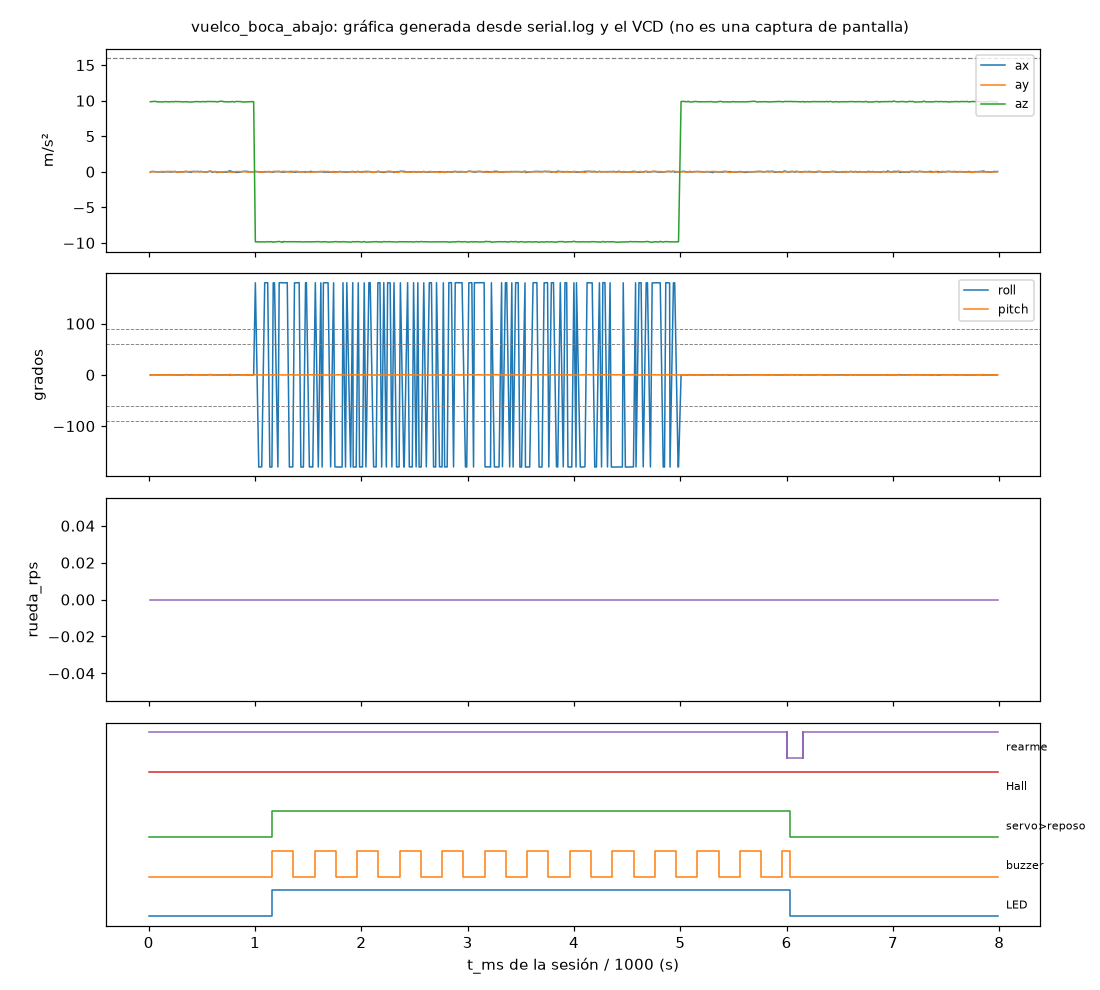 vuelco_boca_abajo: gráfica generada desde serial.log y el VCD (no es una captura de pantalla)
15
10
5
0
−5
−10
m/s²
ax
ay
az
100
0
−100
grados
roll
pitch
0.04
0.02
0.00
−0.02
−0.04
rueda_rps
rearme
Hall
servo>reposo
buzzer
LED
0 1 2 3 4 5 6 7 8
t_ms de la sesión / 1000 (s)